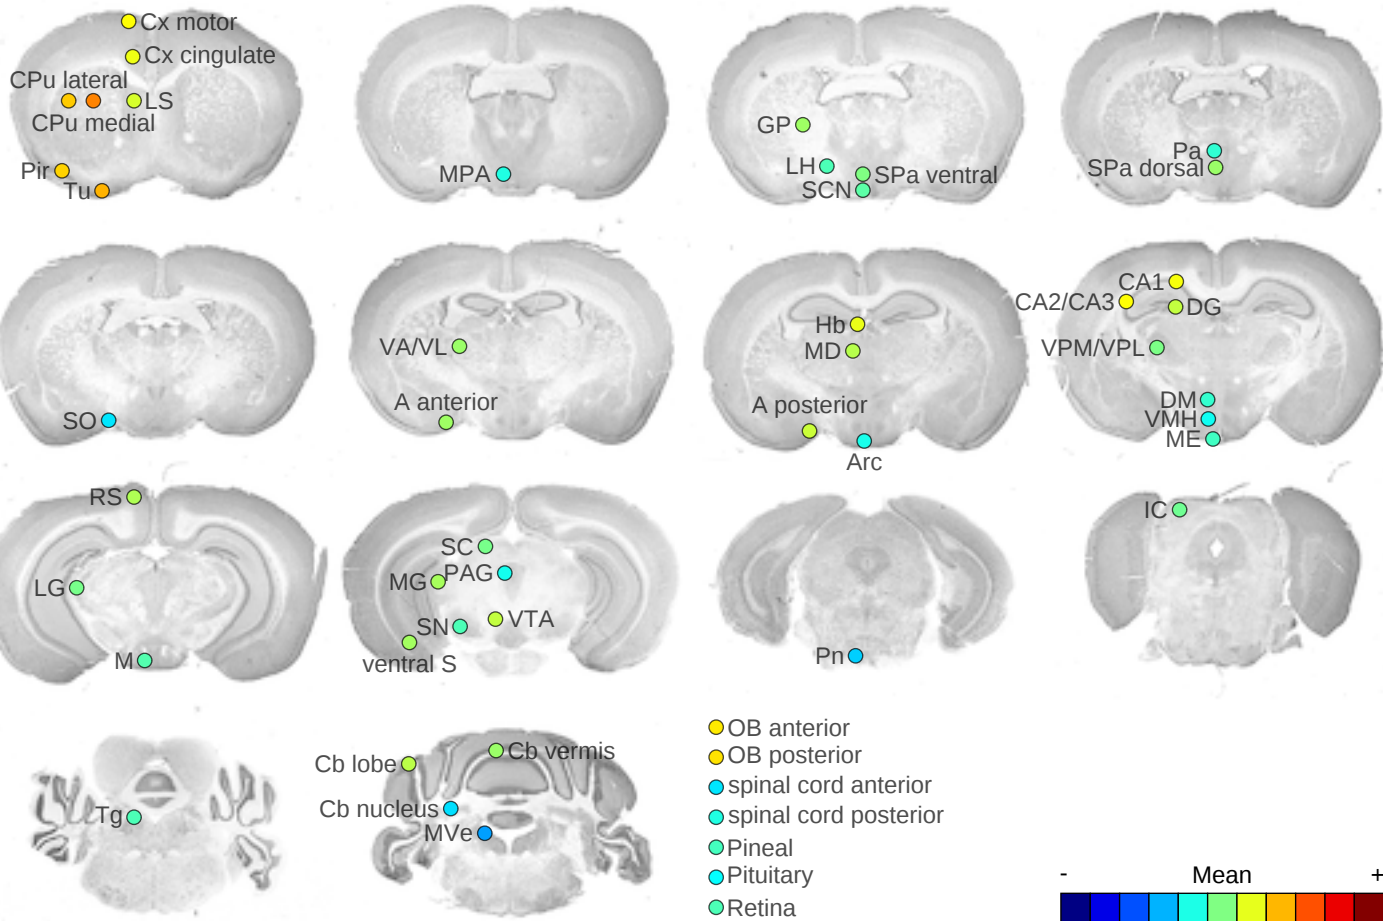 Cx motor
Cx cingulate
CPu lateral
LS
CPu medial
Pir
Tu
MPA
GP
LH
SPa ventral
SCN
Pa
SPa dorsal
SO
VA/VL
A anterior
Hb
MD
A posterior
Arc
CA1
CA2/CA3
DG
VPM/VPL
DM
VMH
ME
RS
LG
M
SC
PAG
MG
VTA
SN
ventral S
Pn
IC
Tg
Cb vermis
Cb lobe
Cb nucleus
MVe
OB anterior
OB posterior
spinal cord anterior
spinal cord posterior
Pineal
Pituitary
Retina
- Mean +